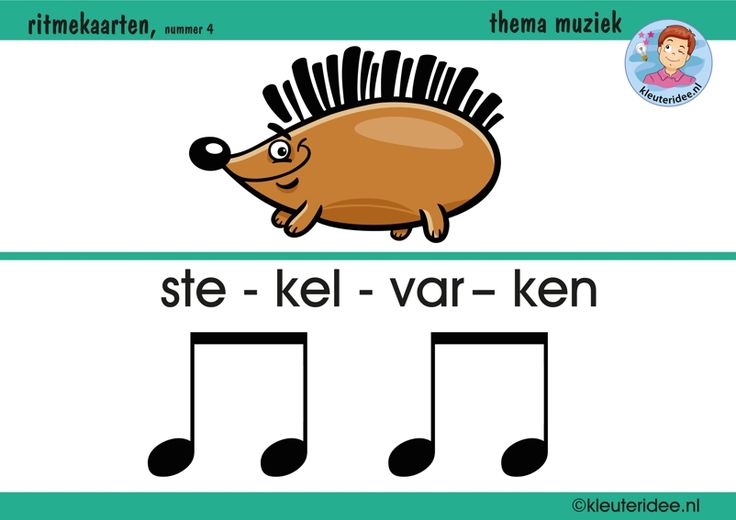 ritmekaarten, nummer 4
thema muziek
kleuteridee.nl
ste - kel - var – ken
©kleuteridee.nl